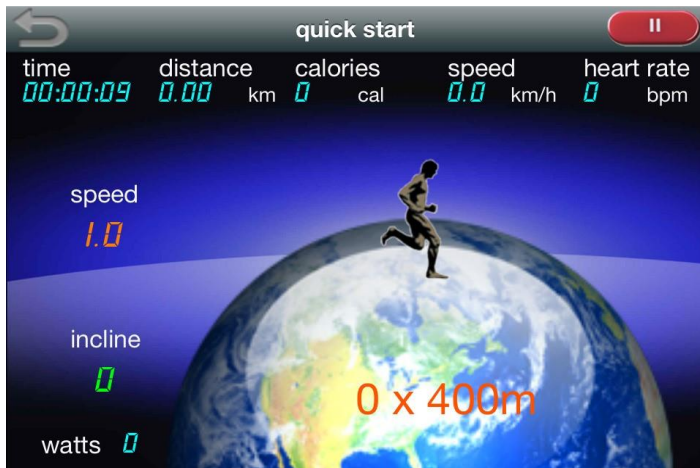 quick start
time distance calories speed heart rate
00:00:09 0.00 km 0 cal 0.0 km/h 0 bpm
speed
1.0
incline
0
0 x 400m
watts 0